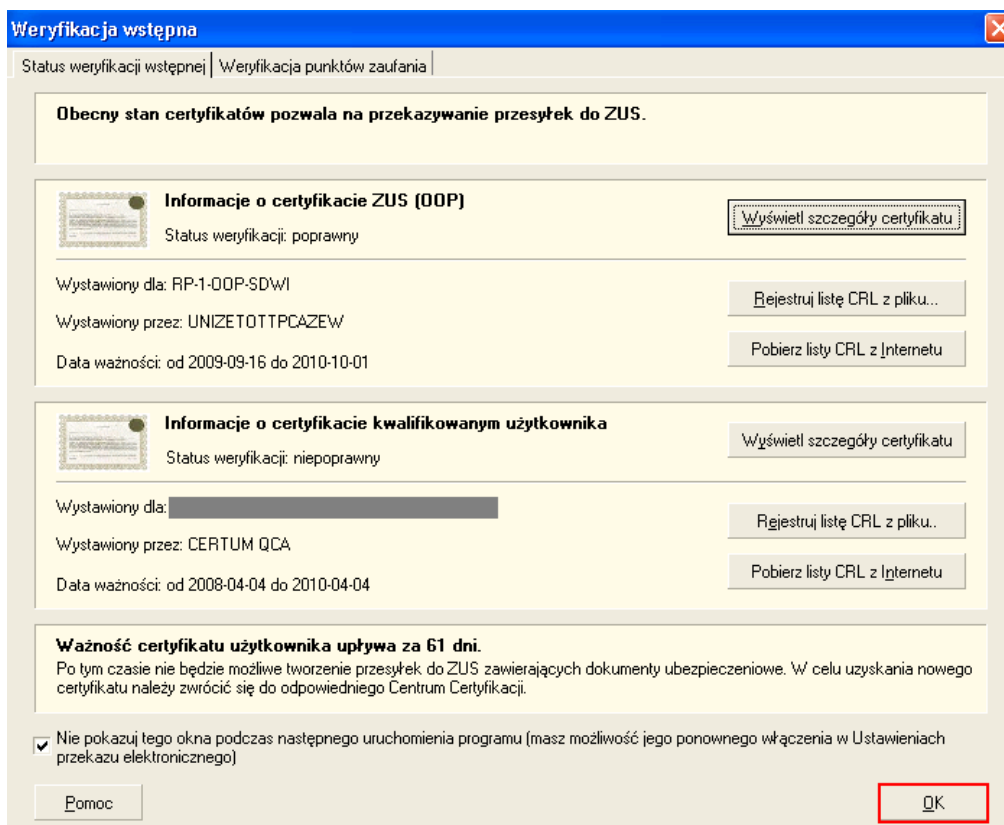 Weryfikacja wstępna
Status weryfikacji wstępnej Weryfikacja punktów zaufania
Obecny stan certyfikatów pozwala na przekazywanie przesyłek do ZUS.
Informacje o certyfikacie ZUS (OOP)
Status weryfikacji: poprawny
Wyświetl szczegóły certyfikatu
Wystawiony dla: RP-1-OOP-SDWI
Rejestruj listę CRL z pliku...
Wystawiony przez: UNIZETOTTPCAZEW
Pobierz listy CRL z Internetu
Data ważności: od 2009-09-16 do 2010-10-01
Informacje o certyfikacie kwalifikowanym użytkownika
Wyświetl szczegóły certyfikatu
Status weryfikacji: niepoprawny
Wystawiony dla:
Rejestruj listę CRL z pliku..
Wystawiony przez: CERTUM QCA
Pobierz listy CRL z Internetu
Data ważności: od 2008-04-04 do 2010-04-04
Ważność certyfikatu użytkownika upływa za 61 dni.
Po tym czasie nie będzie możliwe tworzenie przesyłek do ZUS zawierających dokumenty ubezpieczeniowe. W celu uzyskania nowego
certyfikatu należy zwrócić się do odpowiedniego Centrum Certyfikacji.
Nie pokazuj tego okna podczas następnego uruchomienia programu (masz możliwość jego ponownego włączenia w Ustawieniach
przekazu elektronicznego)
Pomoc
OK